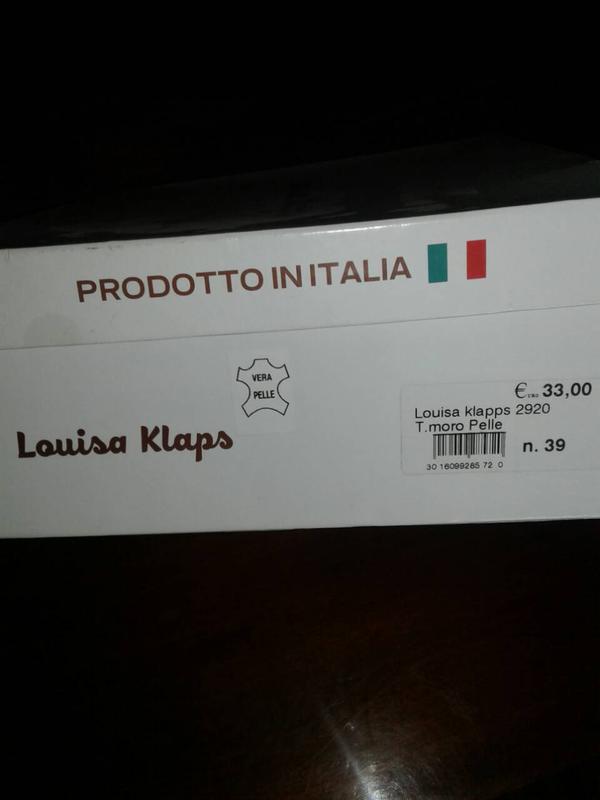 PRODOTTO IN ITALIA
VERA
PELLE
Louisa Klaps
€ 33,00
Louisa klapps 2920
T.moro Pelle
n. 39
30 16099285 72 0